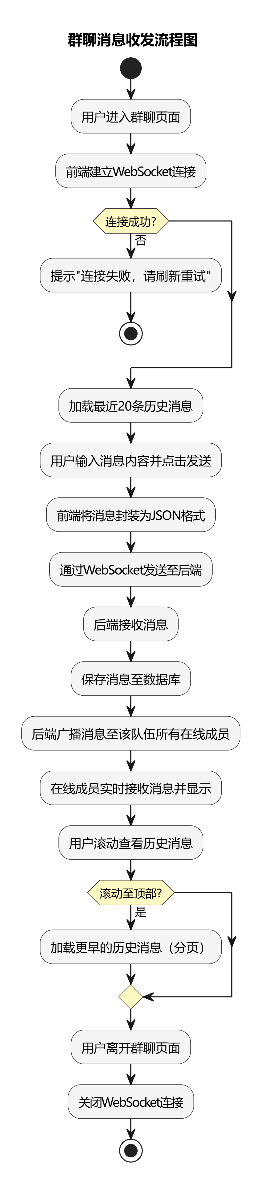 群聊消息收发流程图
用户进入群聊页面
前端建立WebSocket连接
连接成功?
否
提示"连接失败，请刷新重试"
加载最近20条历史消息
用户输入消息内容并点击发送
前端将消息封装为JSON格式
通过WebSocket发送至后端
后端接收消息
保存消息至数据库
后端广播消息至该队伍所有在线成员
在线成员实时接收消息并显示
用户滚动查看历史消息
滚动至顶部?
是
加载更早的历史消息（分页）
用户离开群聊页面
关闭WebSocket连接